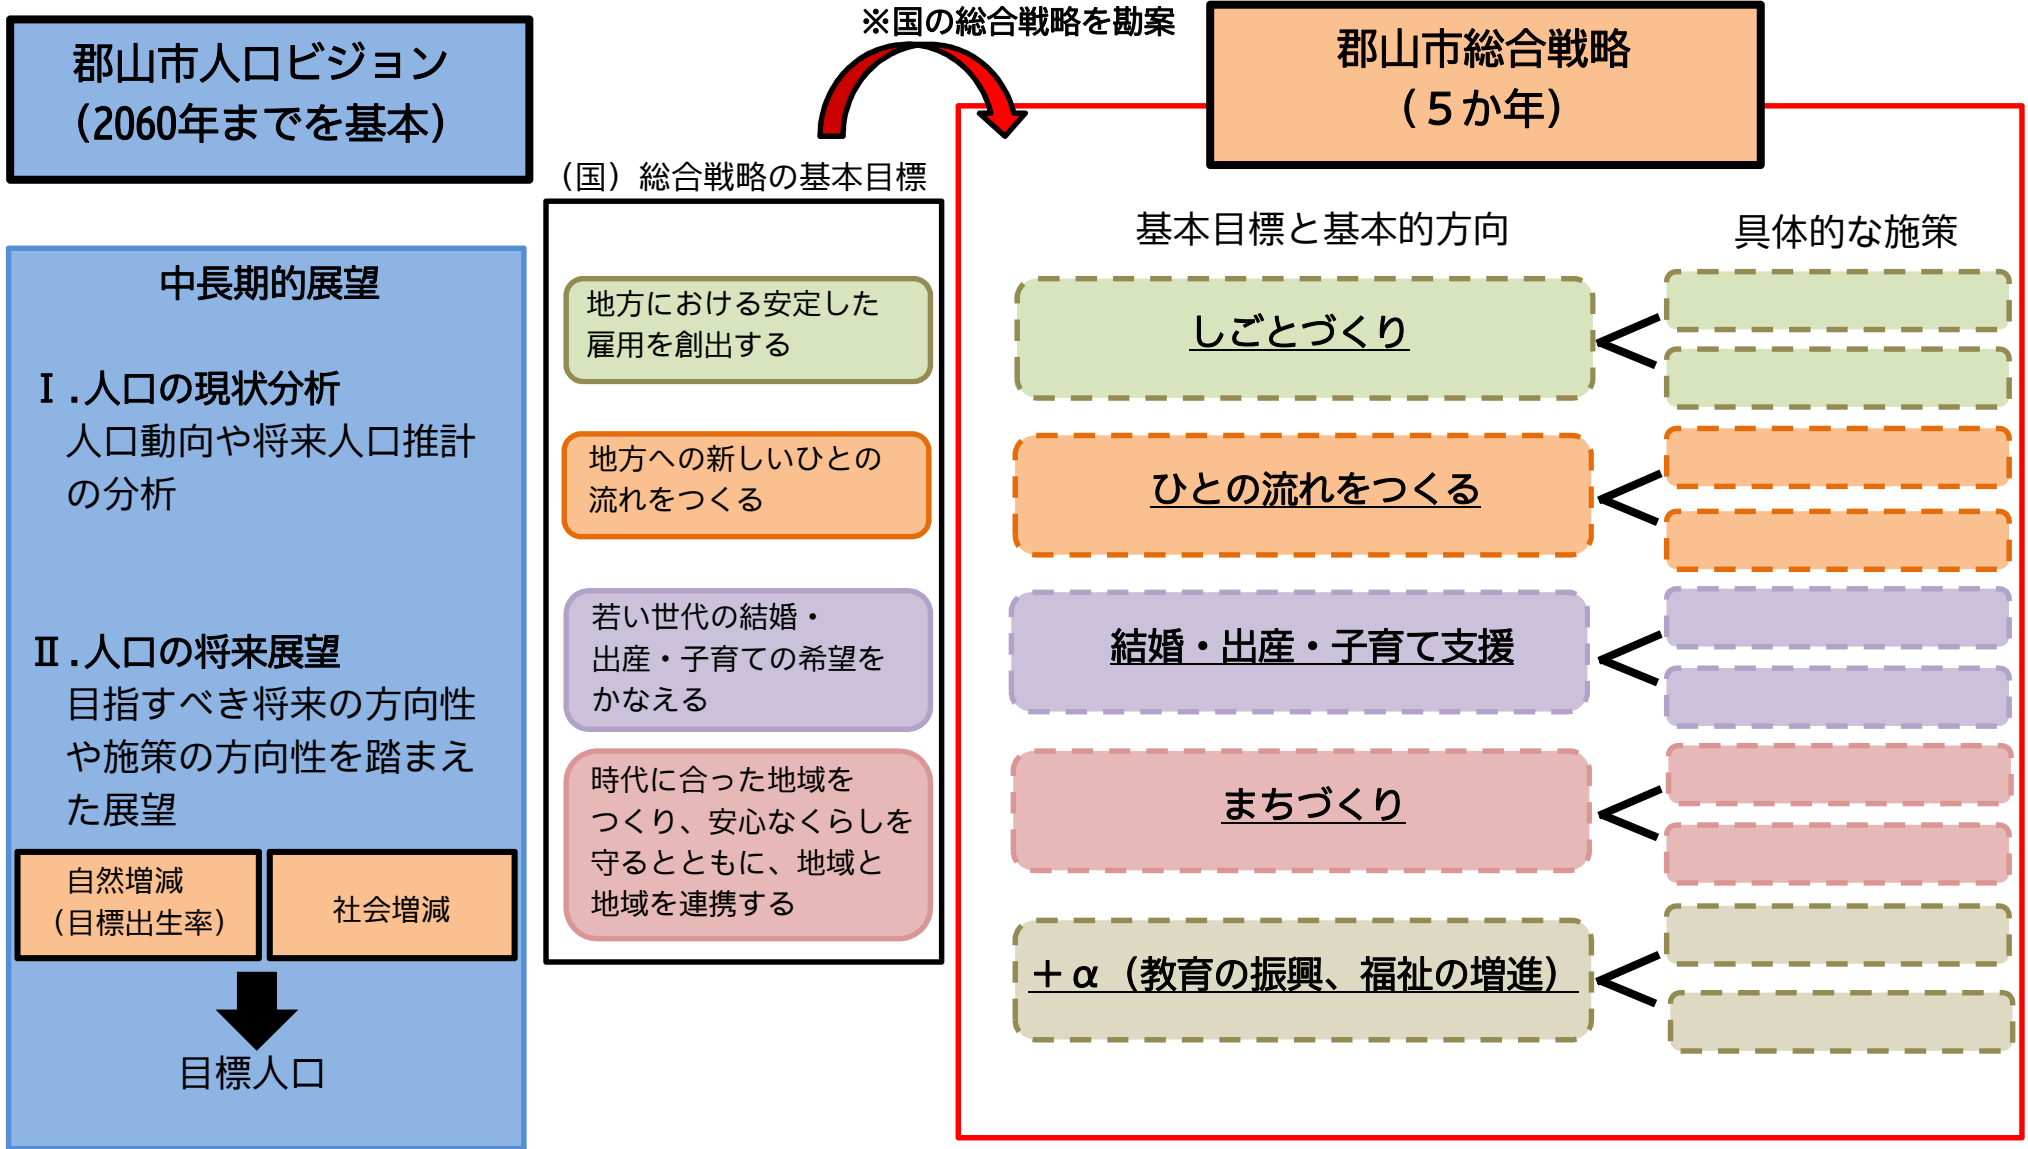 郡山市人口ビジョン
（2060年までを基本）
中長期的展望
Ⅰ.人口の現状分析
人口動向や将来人口推計
の分析
Ⅱ.人口の将来展望
目指すべき将来の方向性
や施策の方向性を踏まえ
た展望
自然増減
（目標出生率）
社会増減
目標人口
※国の総合戦略を勘案
（国）総合戦略の基本目標
地方における安定した
雇用を創出する
地方への新しいひとの
流れをつくる
若い世代の結婚・
出産・子育ての希望を
かなえる
時代に合った地域を
つくり、安心なくらしを
守るとともに、地域と
地域を連携する
郡山市総合戦略
（５か年）
基本目標と基本的方向
具体的な施策
しごとづくり
ひとの流れをつくる
結婚・出産・子育て支援
まちづくり
＋α（教育の振興、福祉の増進）